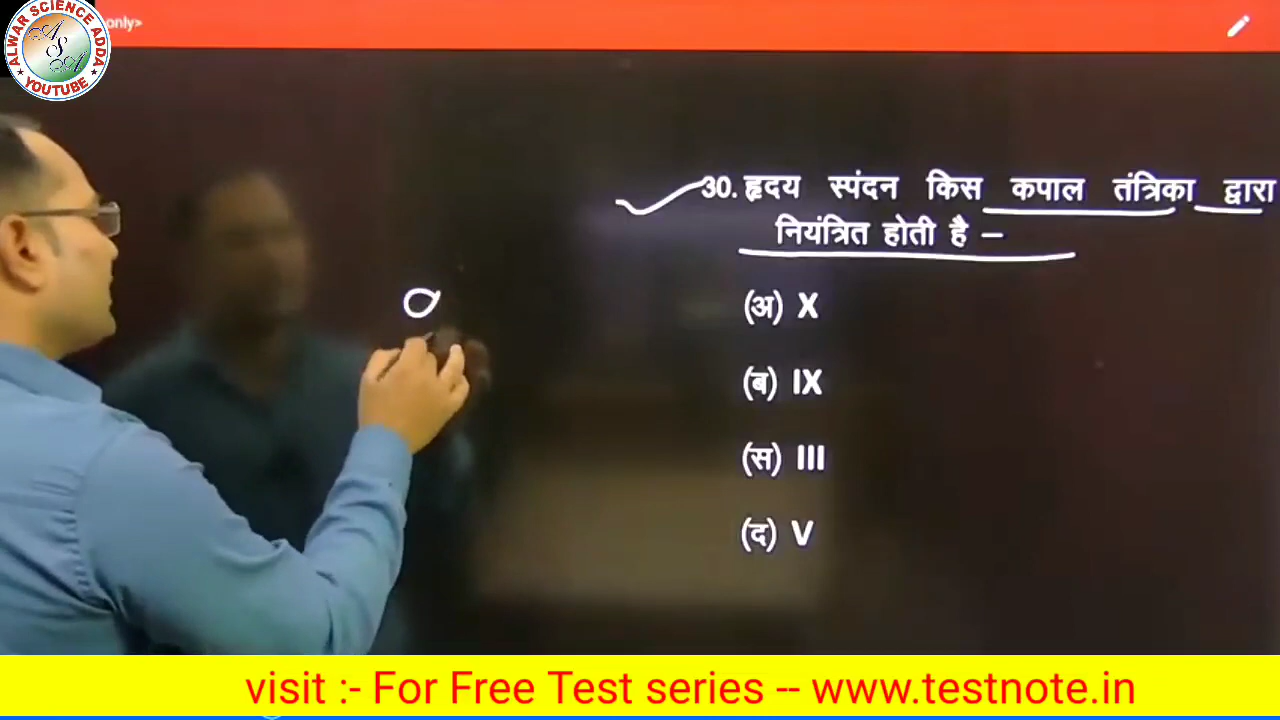 ALWAR SCIENCE ADDA
ASA
YOUTUBE
only>
30. हृदय स्पंदन किस कपाल तंत्रिका द्वारा
नियंत्रित होती है –
(अ) X
(ब) IX
(स) III
(द) V
visit :- For Free Test series -- www.testnote.in